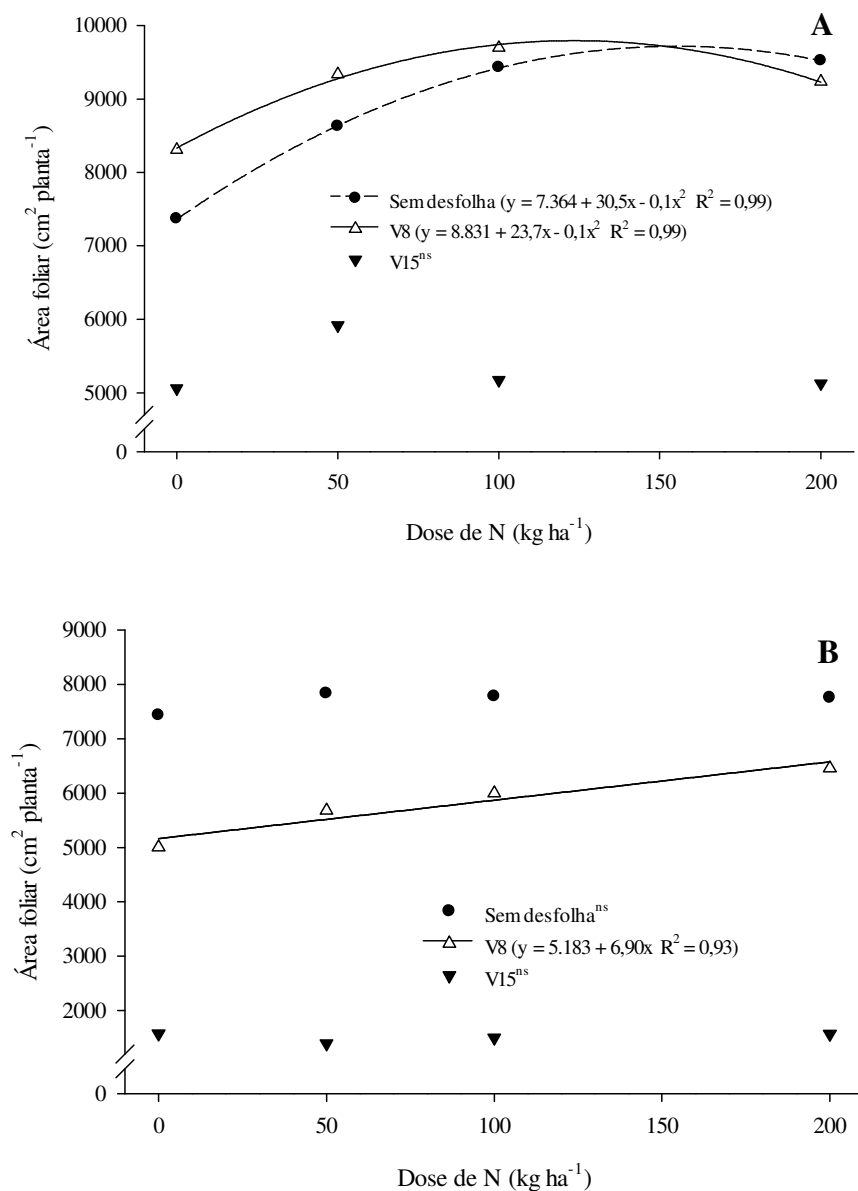 A
10000
9000
8000
7000
6000
5000
0
Área foliar (cm² planta⁻¹)
Sem desfolha (y = 7.364 + 30,5x - 0,1x² R² = 0,99)
V8 (y = 8.831 + 23,7x - 0,1x² R² = 0,99)
V15ⁿˢ
0 50 100 150 200
Dose de N (kg ha⁻¹)
B
9000
8000
7000
6000
5000
4000
3000
2000
0
Área foliar (cm² planta⁻¹)
Sem desfolhaⁿˢ
V8 (y = 5.183 + 6,90x R² = 0,93)
V15ⁿˢ
0 50 100 150 200
Dose de N (kg ha⁻¹)